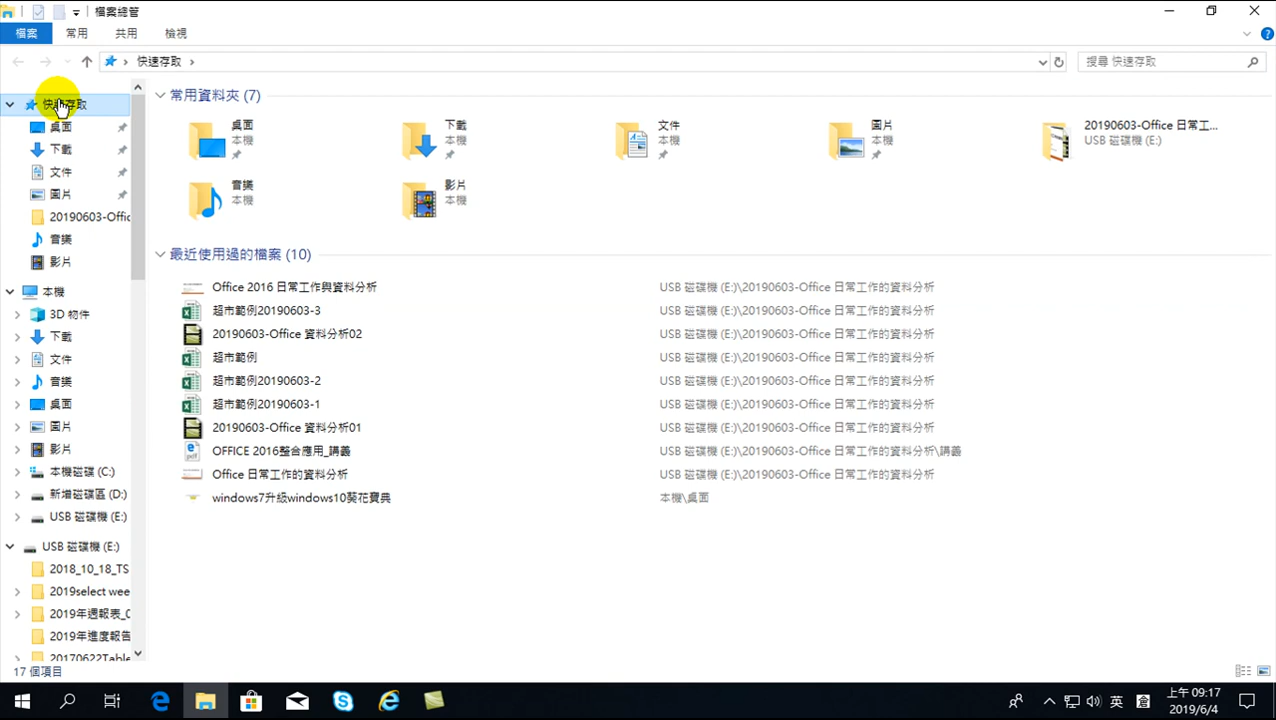 檔案總管
檔案 常用 共用 檢視
快速存取
搜尋 快速存取
快速存取
桌面
下載
文件
圖片
20190603-Offic
音樂
影片
本機
3D 物件
下載
文件
音樂
桌面
圖片
影片
本機磁碟 (C:)
新增磁碟區 (D:)
USB 磁碟機 (E:)
USB 磁碟機 (E:)
2018_10_18_TS
2019select wee
2019年週報表_0
2019年進度報告
20170622Table
常用資料夾 (7)
桌面
本機
下載
本機
文件
本機
圖片
本機
20190603-Office 日常工...
USB 磁碟機 (E:)
音樂
本機
影片
本機
最近使用過的檔案 (10)
Office 2016 日常工作與資料分析 USB 磁碟機 (E:)\20190603-Office 日常工作的資料分析
超市範例20190603-3 USB 磁碟機 (E:)\20190603-Office 日常工作的資料分析
20190603-Office 資料分析02 USB 磁碟機 (E:)\20190603-Office 日常工作的資料分析
超市範例 USB 磁碟機 (E:)\20190603-Office 日常工作的資料分析
超市範例20190603-2 USB 磁碟機 (E:)\20190603-Office 日常工作的資料分析
超市範例20190603-1 USB 磁碟機 (E:)\20190603-Office 日常工作的資料分析
20190603-Office 資料分析01 USB 磁碟機 (E:)\20190603-Office 日常工作的資料分析
OFFICE 2016整合應用_講義 USB 磁碟機 (E:)\20190603-Office 日常工作的資料分析\講義
Office 日常工作的資料分析 USB 磁碟機 (E:)\20190603-Office 日常工作的資料分析
windows7升級windows10葵花寶典 本機\桌面
17 個項目
英 倉 上午 09:17
2019/6/4